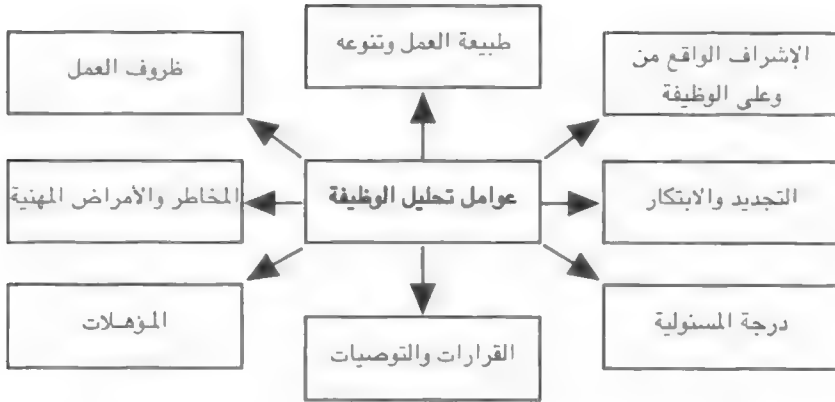 الإشراف الواقع من
وعلى الوظيفة
طبيعة العمل وتنوعه
ظروف العمل
التجديد والابتكار
عوامل تحليل الوظيفة
المخاطر والأمراض المهنية
درجة المسئولية
القرارات والتوصيات
المؤهـلات